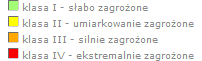 klasa I - słabo zagrożone
klasa II - umiarkowanie zagrożone
klasa III - silnie zagrożone
klasa IV - ekstremalnie zagrożone